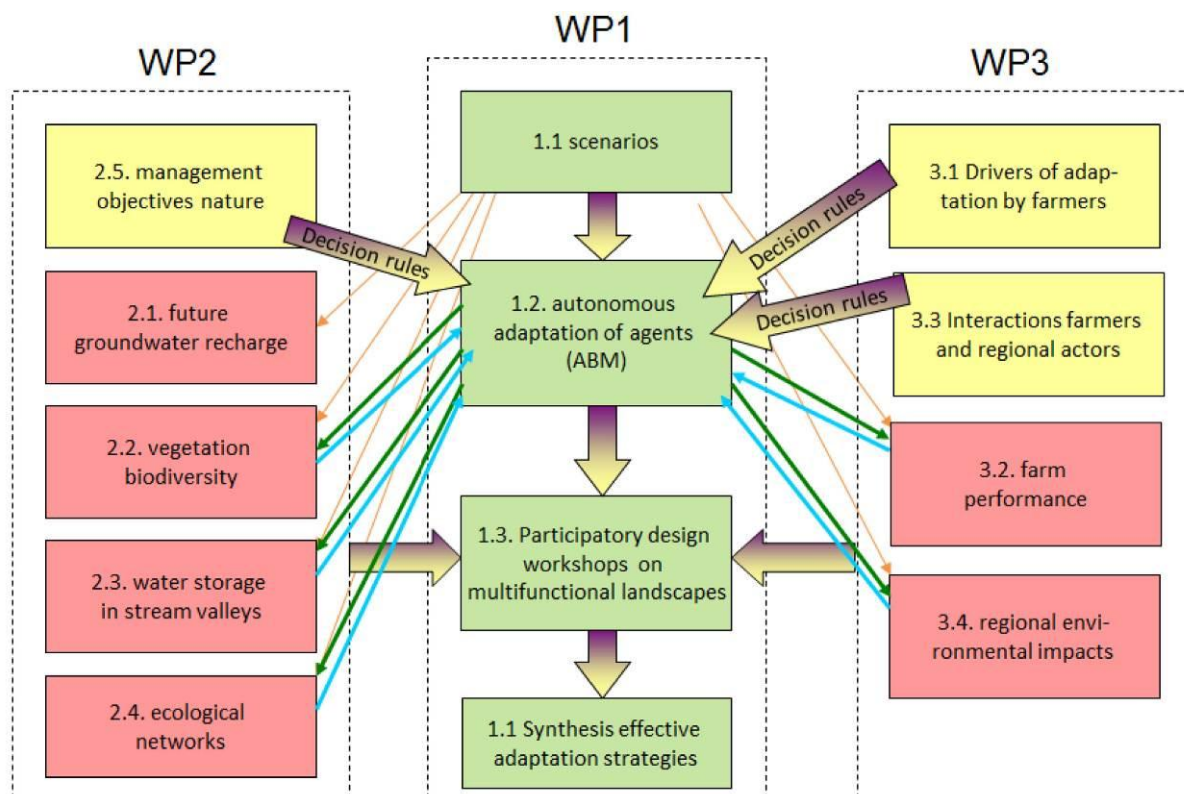 WP1
WP2
WP3
1.1 scenarios
2.5. management
objectives nature
3.1 Drivers of adap-
tation by farmers
Decision rules
Decision rules
Decision rules
2.1. future
groundwater recharge
1.2. autonomous
adaptation of agents
(ABM)
3.3 Interactions farmers
and regional actors
2.2. vegetation
biodiversity
3.2. farm
performance
2.3. water storage
in stream valleys
1.3. Participatory design
workshops on
multifunctional landscapes
3.4. regional envi-
ronmental impacts
2.4. ecological
networks
1.1 Synthesis effective
adaptation strategies